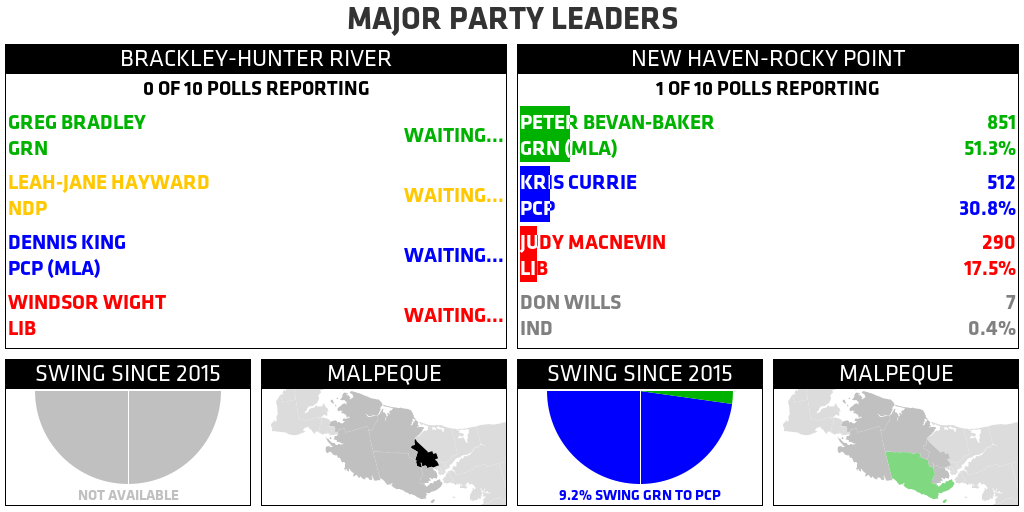 MAJOR PARTY LEADERS
BRACKLEY-HUNTER RIVER
0 OF 10 POLLS REPORTING
GREG BRADLEY
GRN
WAITING...
LEAH-JANE HAYWARD
NDP
WAITING...
DENNIS KING
PCP (MLA)
WAITING...
WINDSOR WIGHT
LIB
WAITING...
NEW HAVEN-ROCKY POINT
1 OF 10 POLLS REPORTING
PETER BEVAN-BAKER 851
GRN (MLA) 51.3%
KRIS CURRIE 512
PCP 30.8%
JUDY MACNEVIN 290
LIB 17.5%
DON WILLS 7
IND 0.4%
SWING SINCE 2015
NOT AVAILABLE
MALPEQUE
SWING SINCE 2015
9.2% SWING GRN TO PCP
MALPEQUE